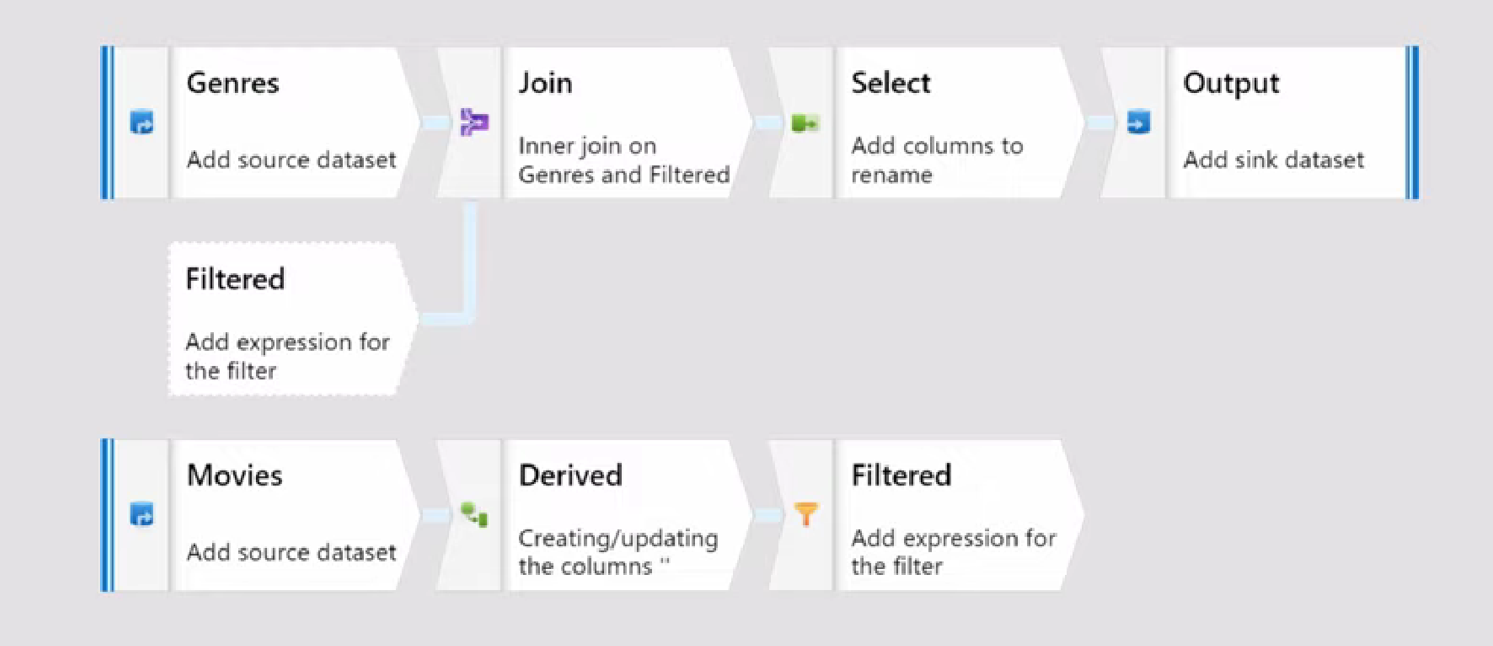 Genres
Add source dataset
Join
Inner join on
Genres and Filtered
Select
Add columns to
rename
Output
Add sink dataset
Filtered
Add expression for
the filter
Movies
Add source dataset
Derived
Creating/updating
the columns ''
Filtered
Add expression for
the filter